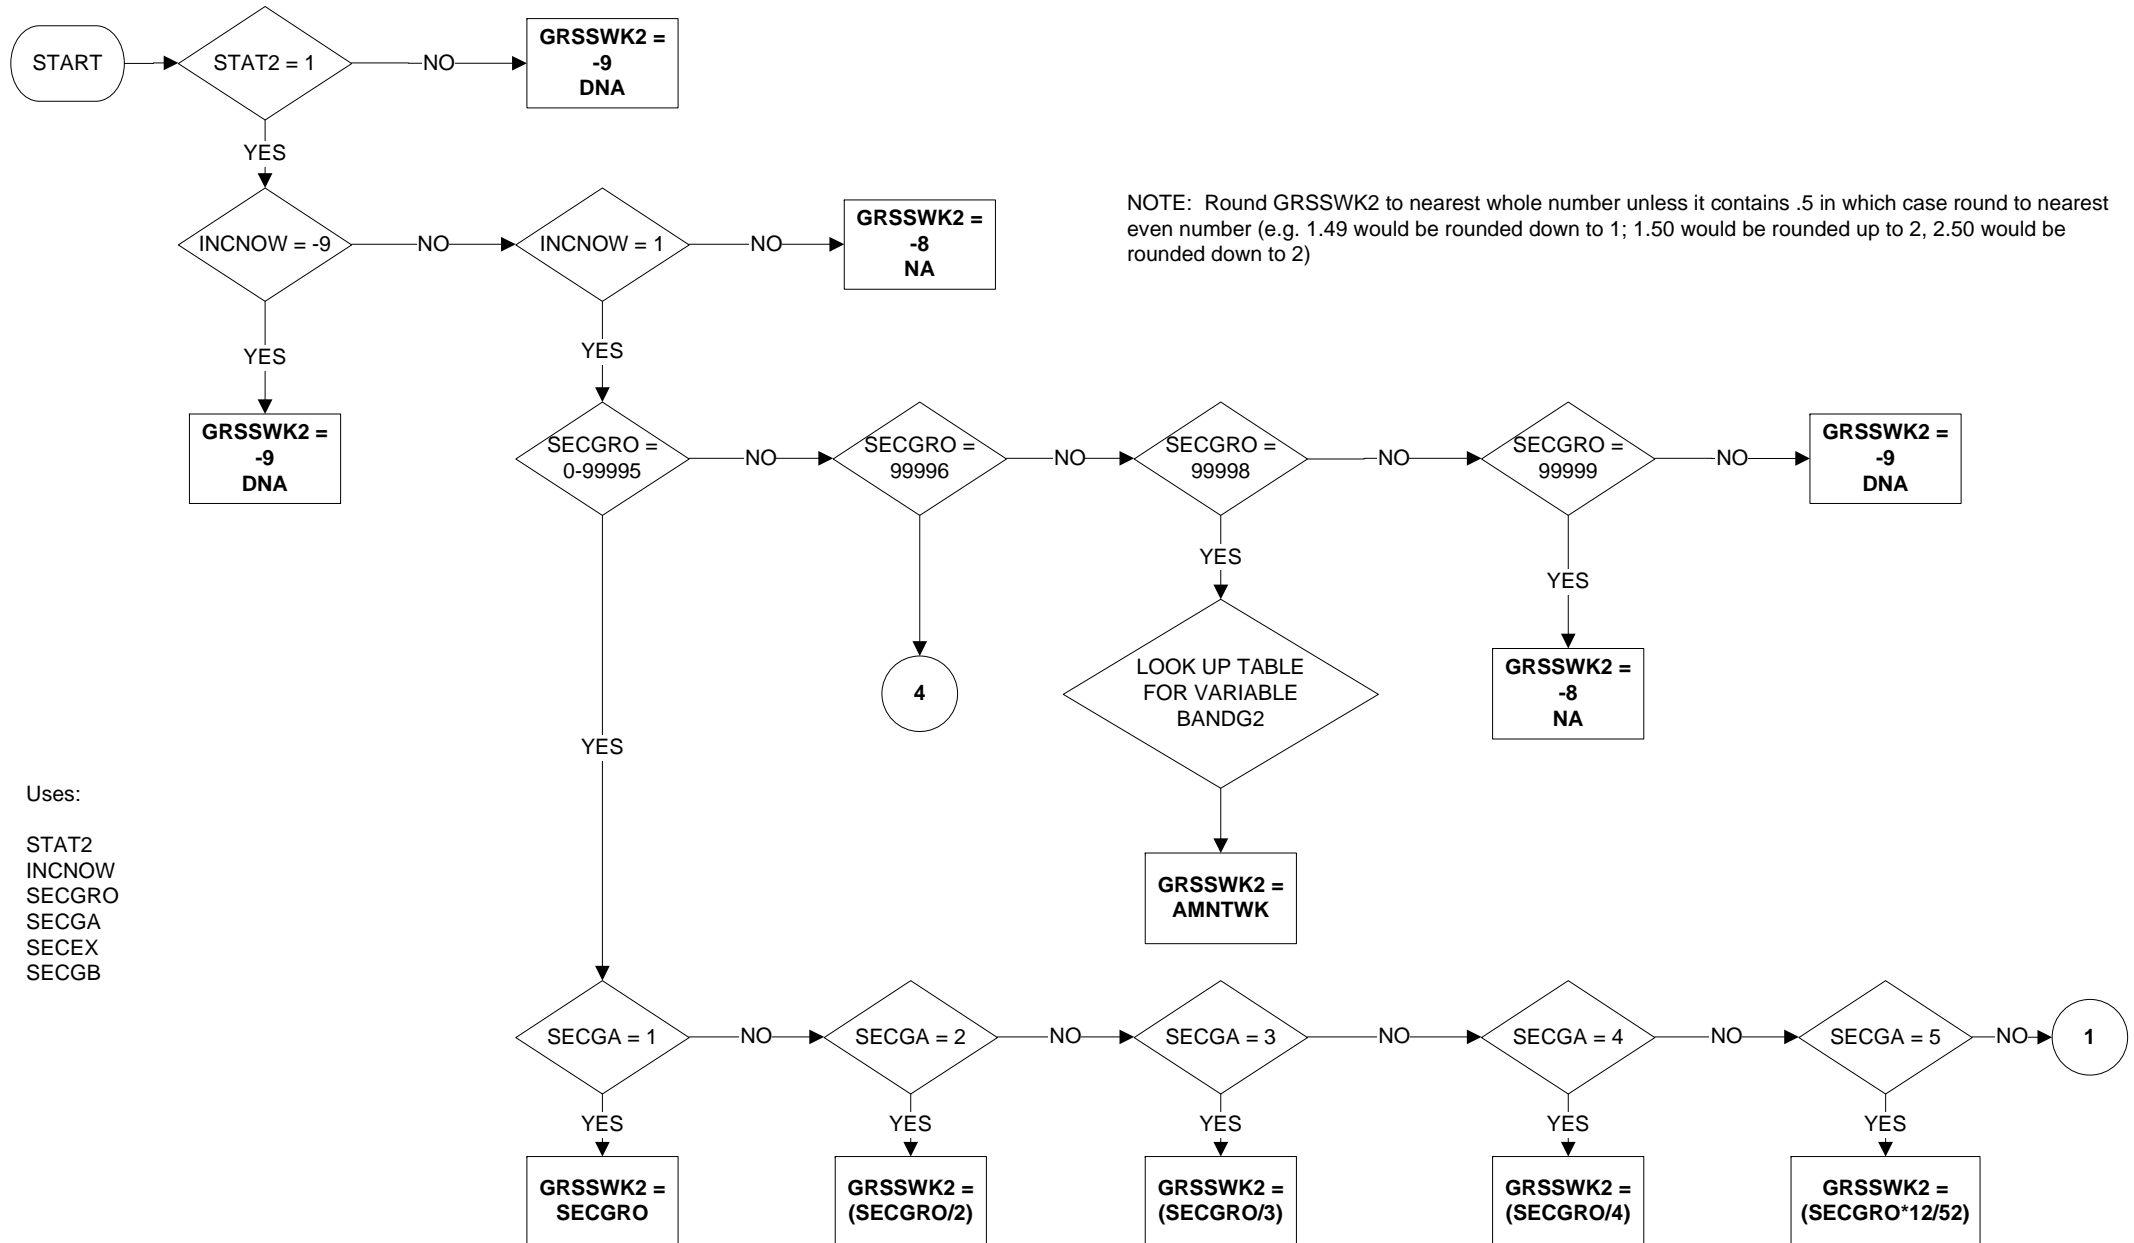 START
STAT2 = 1
NO
GRSSWK2 =
-9
DNA
YES
INCNOW = -9
NO
INCNOW = 1
NO
GRSSWK2 =
-8
NA
NOTE:  Round GRSSWK2 to nearest whole number unless it contains .5 in which case round to nearest
even number (e.g. 1.49 would be rounded down to 1; 1.50 would be rounded up to 2, 2.50 would be
rounded down to 2)
YES
YES
GRSSWK2 =
-9
DNA
SECGRO =
0-99995
NO
SECGRO =
99996
NO
SECGRO =
99998
NO
SECGRO =
99999
NO
GRSSWK2 =
-9
DNA
YES
YES
4
LOOK UP TABLE
FOR VARIABLE
BANDG2
GRSSWK2 =
-8
NA
YES
GRSSWK2 =
AMNTWK
Uses:
STAT2
INCNOW
SECGRO
SECGA
SECEX
SECGB
SECGA = 1
NO
SECGA = 2
NO
SECGA = 3
NO
SECGA = 4
NO
SECGA = 5
NO
1
YES
YES
YES
YES
YES
GRSSWK2 =
SECGRO
GRSSWK2 =
(SECGRO/2)
GRSSWK2 =
(SECGRO/3)
GRSSWK2 =
(SECGRO/4)
GRSSWK2 =
(SECGRO*12/52)